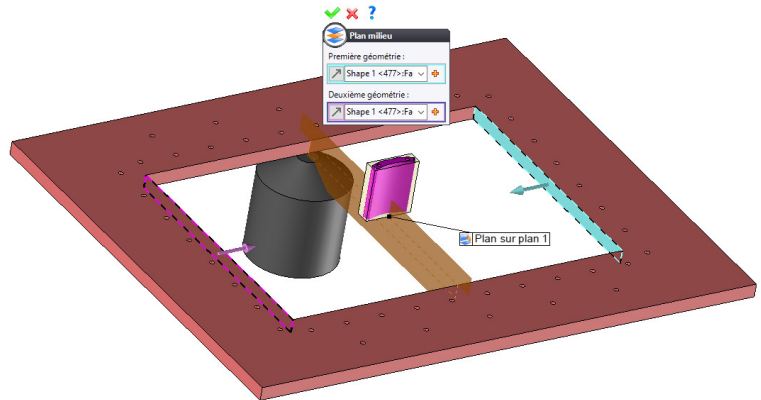 ?
Plan milieu
Première géométrie :
Shape 1 <477>::Fa
Deuxième géométrie :
Shape 1 <477>::Fa
Plan sur plan 1